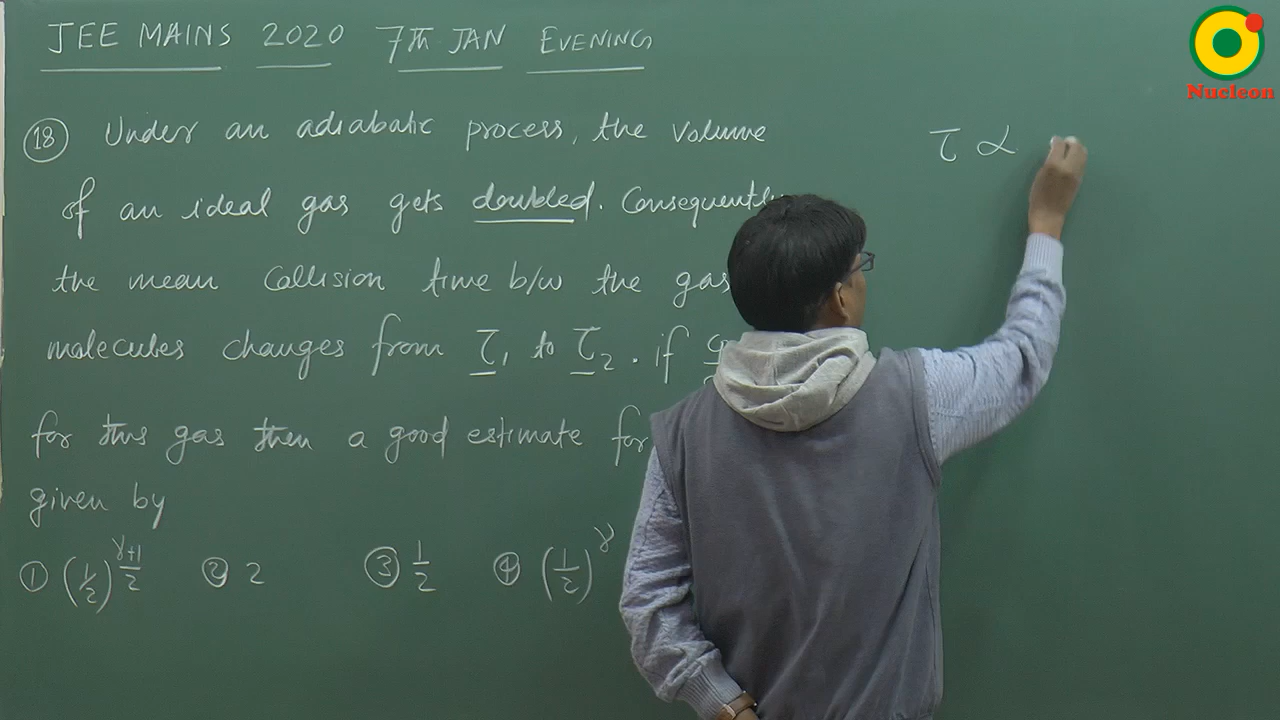 JEE MAINS 2020 7th JAN EVENING
Nucleon
18 Under an adiabatic process, the volume
of an ideal gas gets doubled. Consequently
the mean Collision time b/w the gas
molecules changes from τ₁ to τ₂. if
for this gas then a good estimate for
given by
① (1/2)^(γ+1)/2 ② 2 ③ 1/2 ④ (1/2)^γ
τ ∝